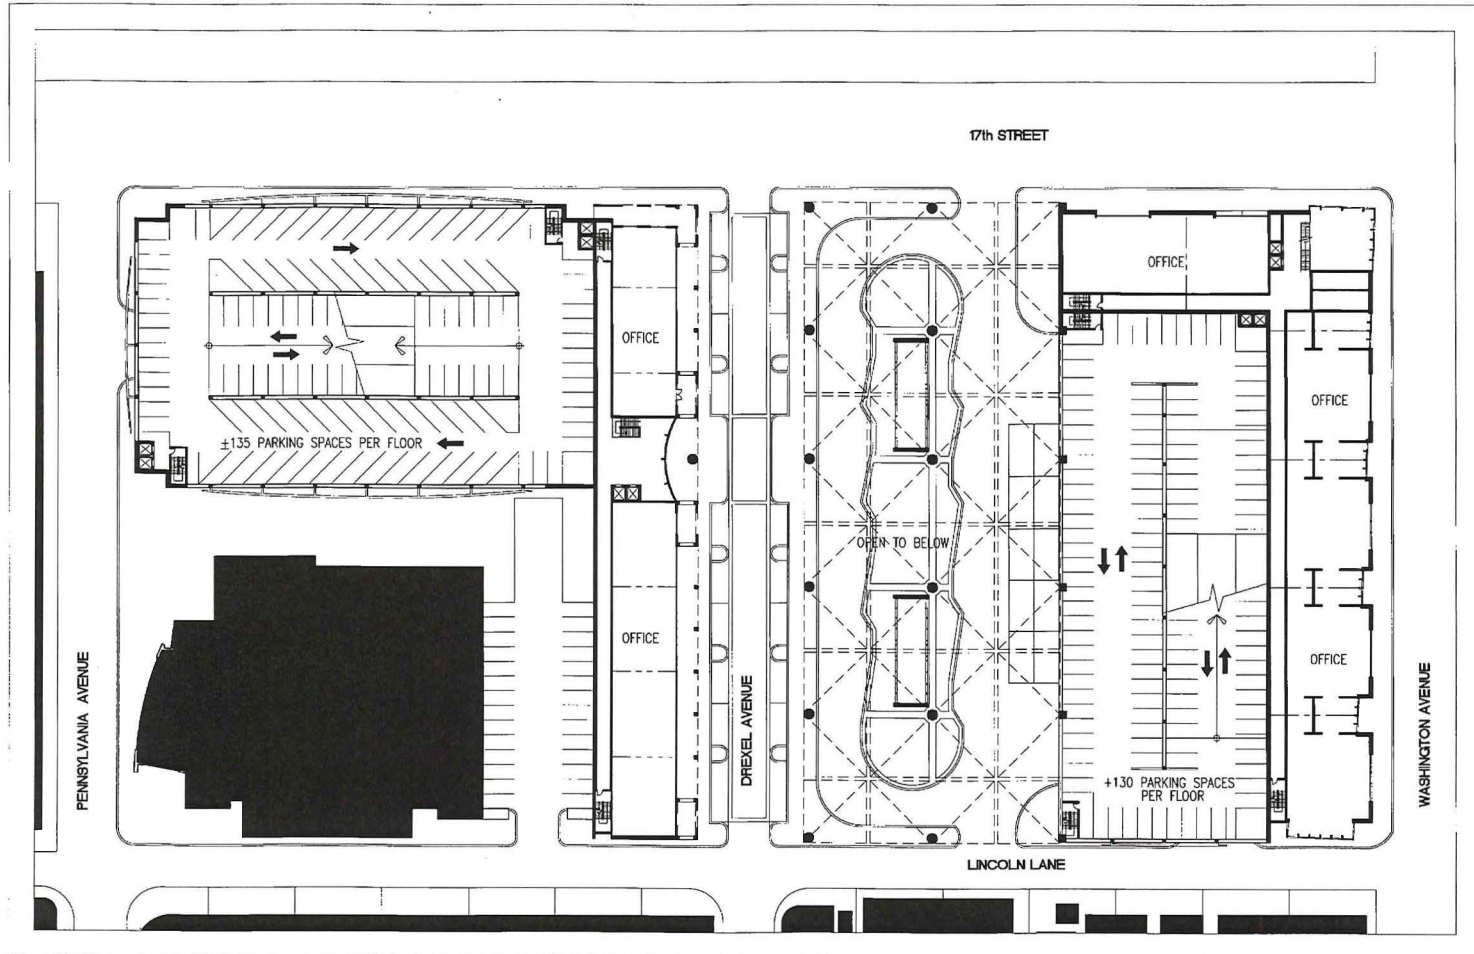 17th STREET
OFFICE
OFFICE
OFFICE
±135 PARKING SPACES PER FLOOR
OPEN TO BELOW
OFFICE
OFFICE
PENNSYLVANIA AVENUE
DREXEL AVENUE
WASHINGTON AVENUE
+130 PARKING SPACES
PER FLOOR
LINCOLN LANE